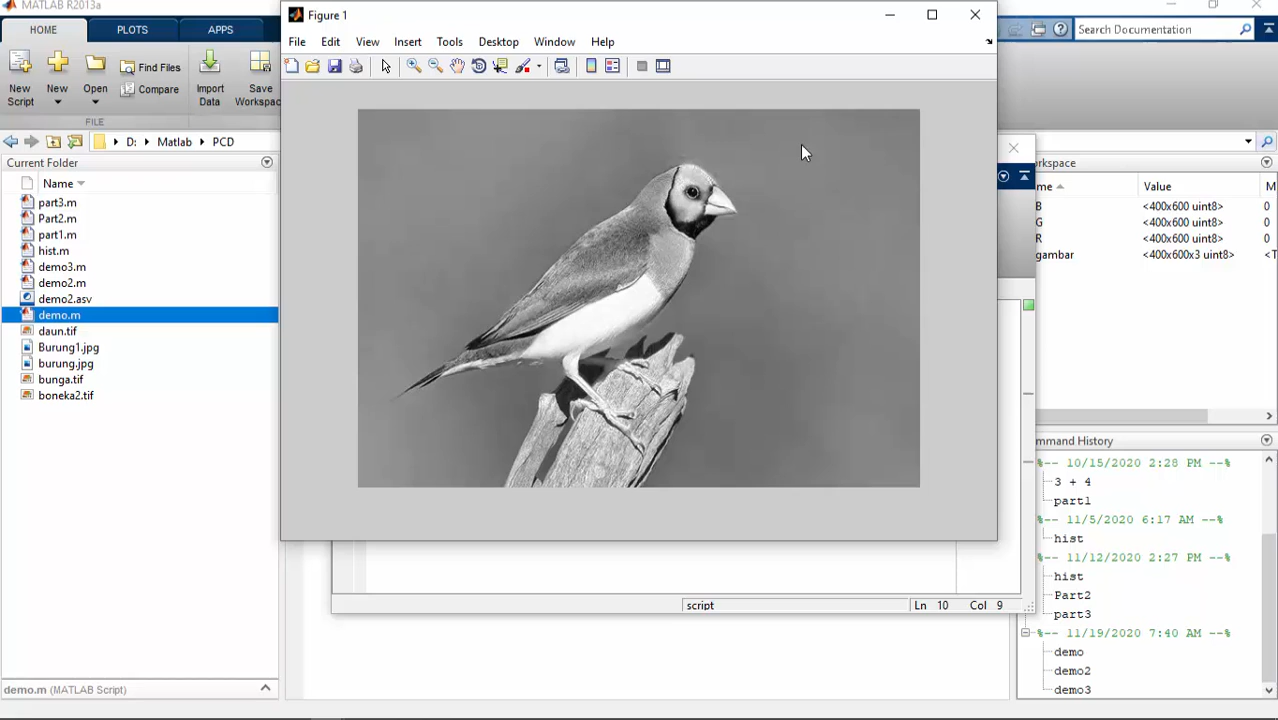 MATLAB R2013a
HOME PLOTS APPS
Search Documentation
New Script
New
Open
Find Files
Compare
Import Data
Save
Workspac
FILE
D: Matlab PCD
Current Folder
Name
part3.m
Part2.m
part1.m
hist.m
demo3.m
demo2.m
demo2.asv
demo.m
daun.tif
Burung1.jpg
burung.jpg
bunga.tif
boneka2.tif
demo.m (MATLAB Script)
Figure 1
File Edit View Insert Tools Desktop Window Help
script Ln 10 Col 9
orkspace
me Value M
B <400x600 uint8> 0
G <400x600 uint8> 0
R <400x600 uint8> 0
gambar <400x600x3 uint8> <T
mmand History
%-- 10/15/2020 2:28 PM --%
3 + 4
part1
%-- 11/5/2020 6:17 AM --%
hist
%-- 11/12/2020 2:27 PM --%
hist
Part2
part3
%-- 11/19/2020 7:40 AM --%
demo
demo2
demo3